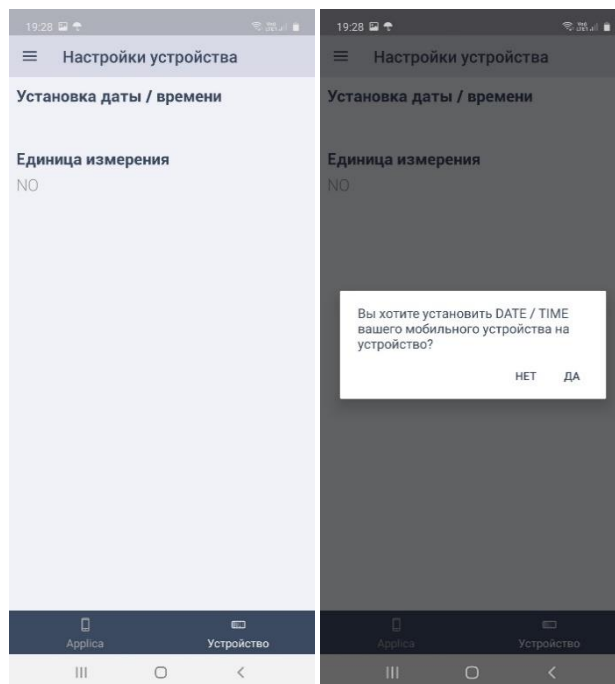 19:28
Настройки устройства
Установка даты / времени
Единица измерения
NO
Applica
Устройство
19:28
Настройки устройства
Установка даты / времени
Единица измерения
NO
Вы хотите установить DATE / TIME
вашего мобильного устройства на
устройство?
НЕТ ДА
Applica
Устройство